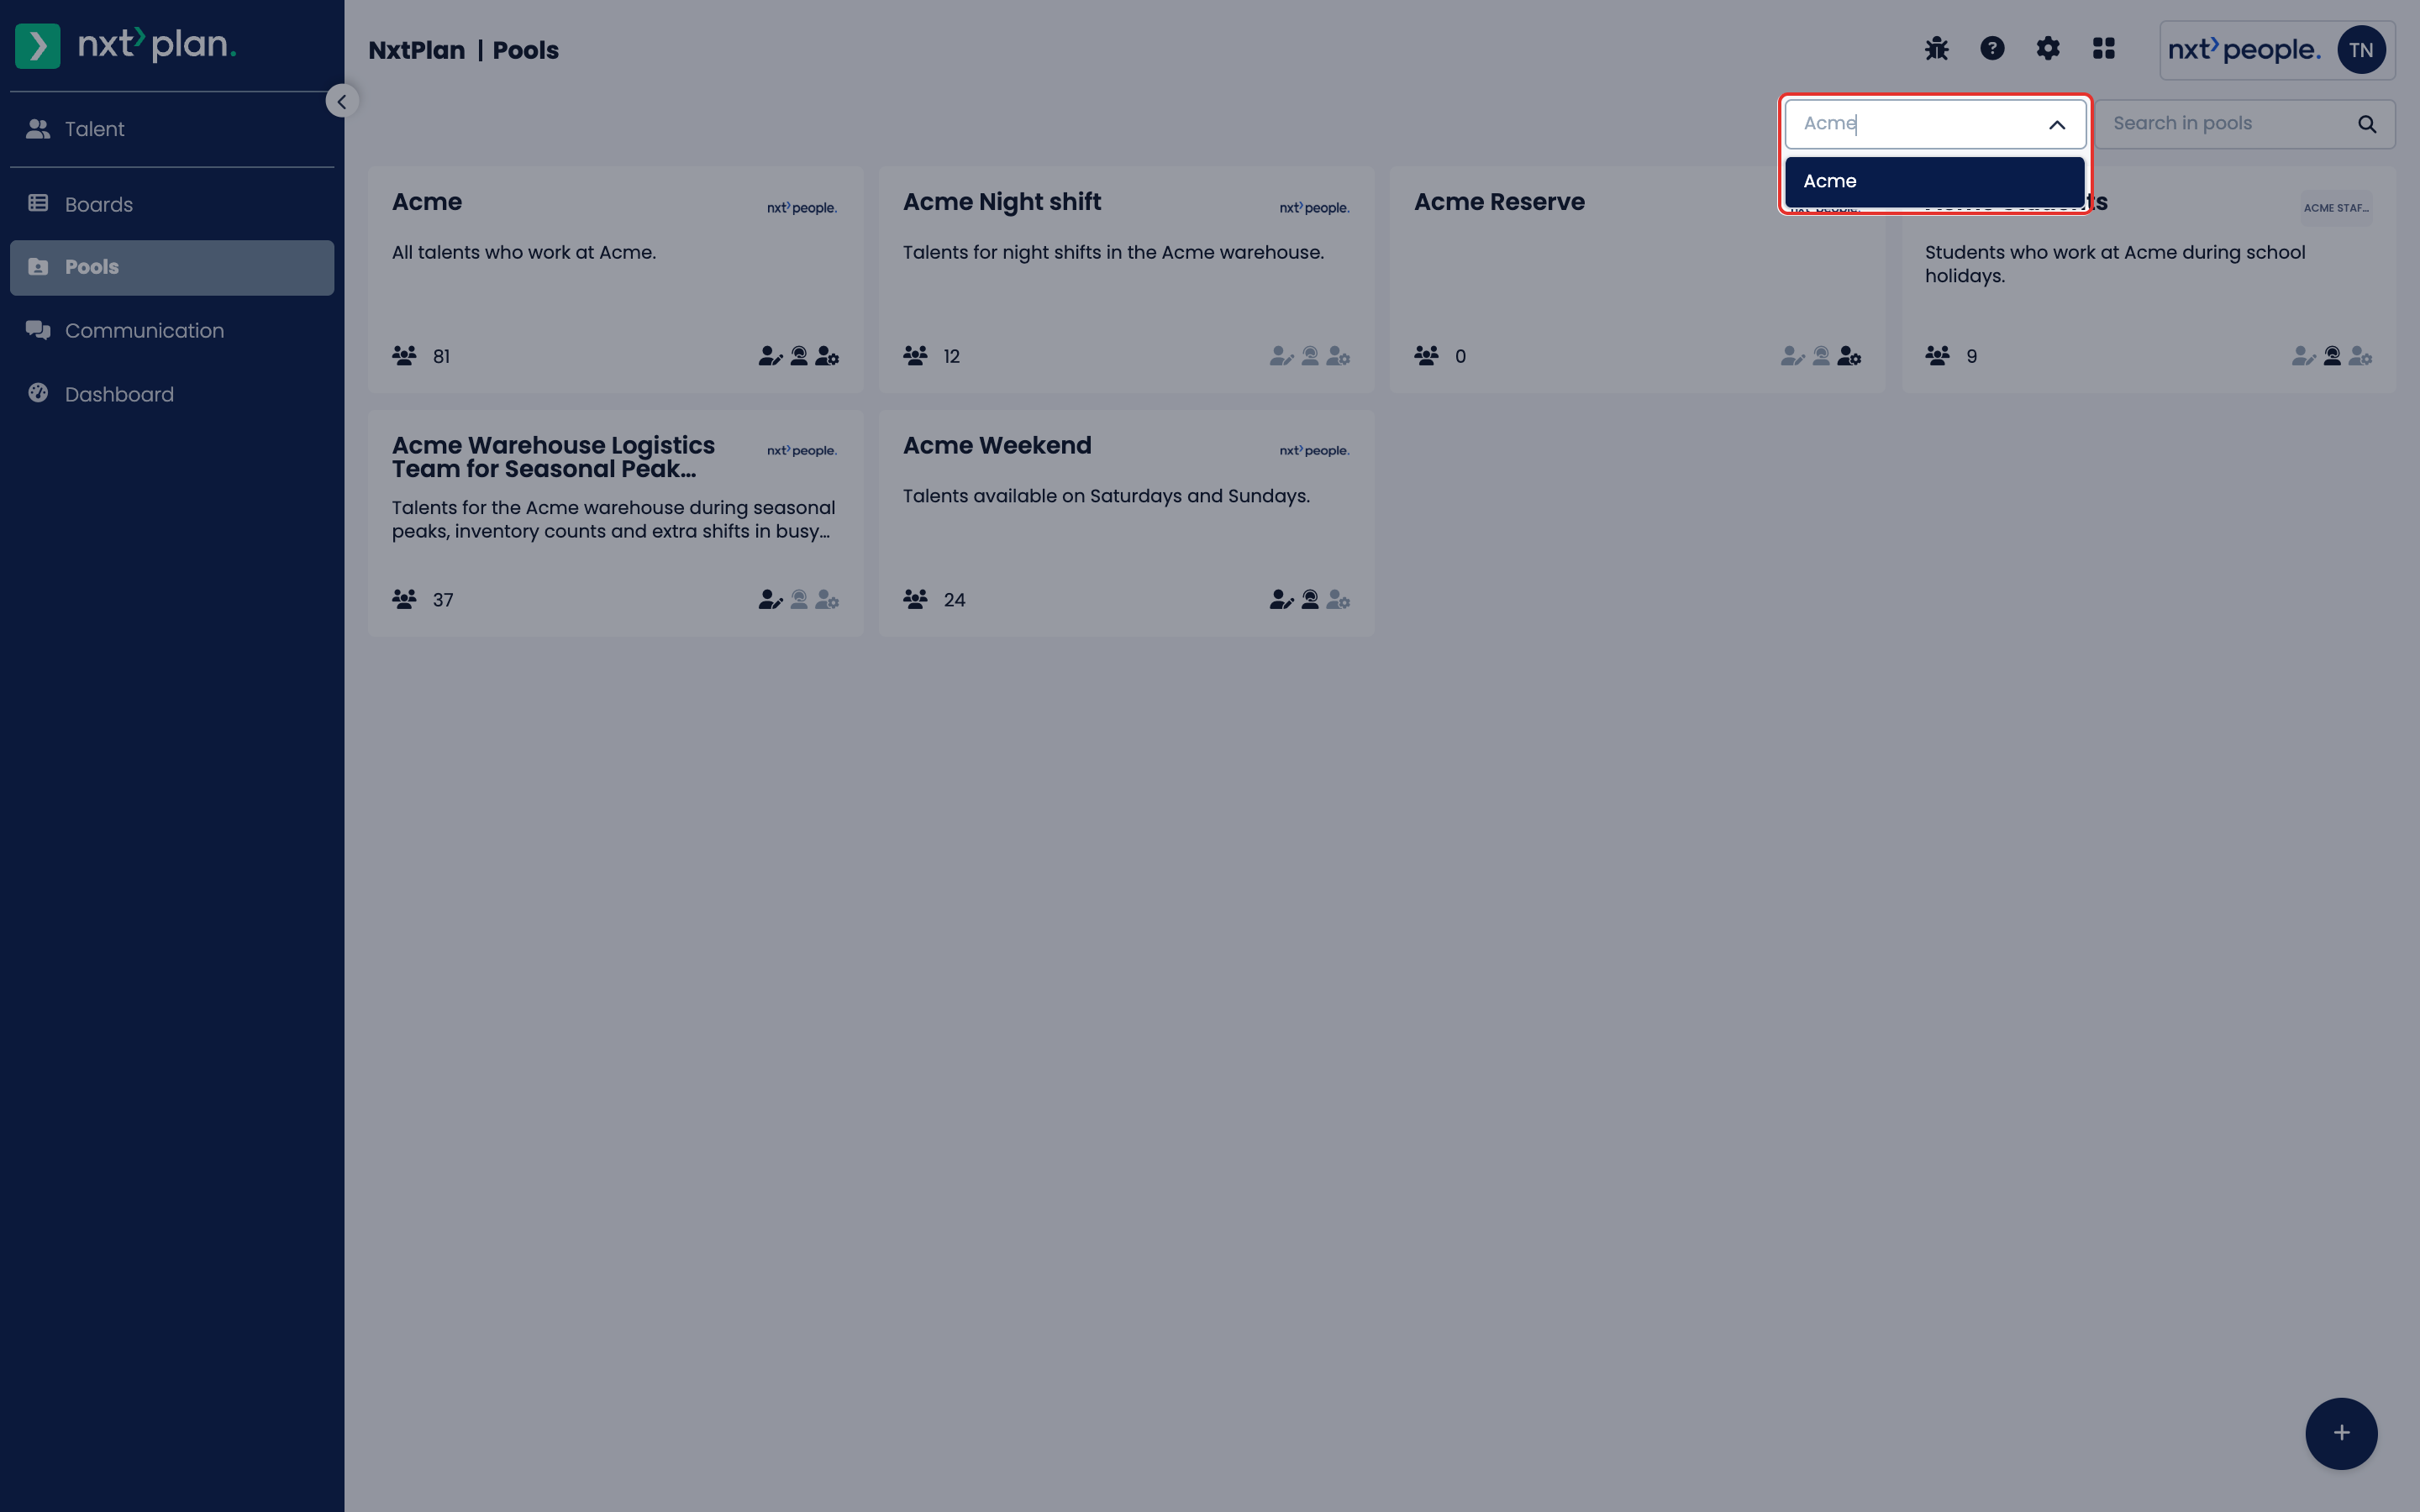 nxt plan.
NxtPlan | Pools
nxt people. TN
Talent
Boards
Pools
Communication
Dashboard
Acme
Search in pools
Acme
Acme
nxt people.
All talents who work at Acme.
81
Acme Night shift
nxt people.
Talents for night shifts in the Acme warehouse.
12
Acme Reserve
0
ACME STAF...
Students who work at Acme during school
holidays.
9
Acme Warehouse Logistics
Team for Seasonal Peak...
nxt people.
Talents for the Acme warehouse during seasonal
peaks, inventory counts and extra shifts in busy...
37
Acme Weekend
nxt people.
Talents available on Saturdays and Sundays.
24